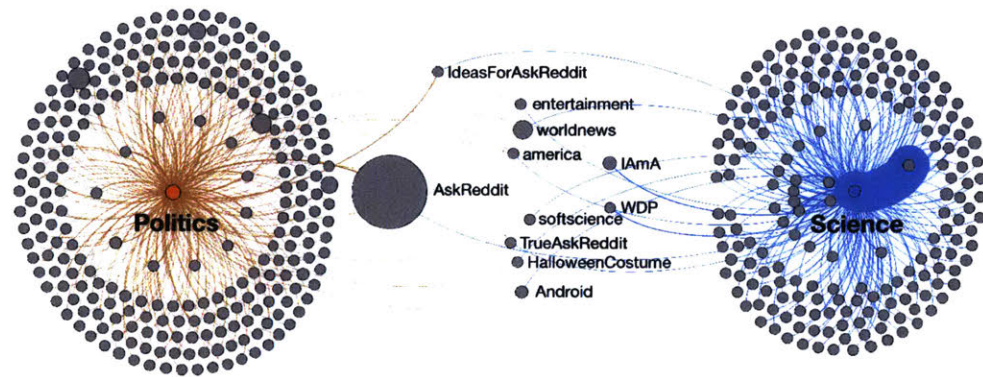 IdeasForAskReddit
entertainment
worldnews
america
IAmA
AskReddit
WDP
Politics
softscience
Science
TrueAskReddit
HalloweenCostume
Android